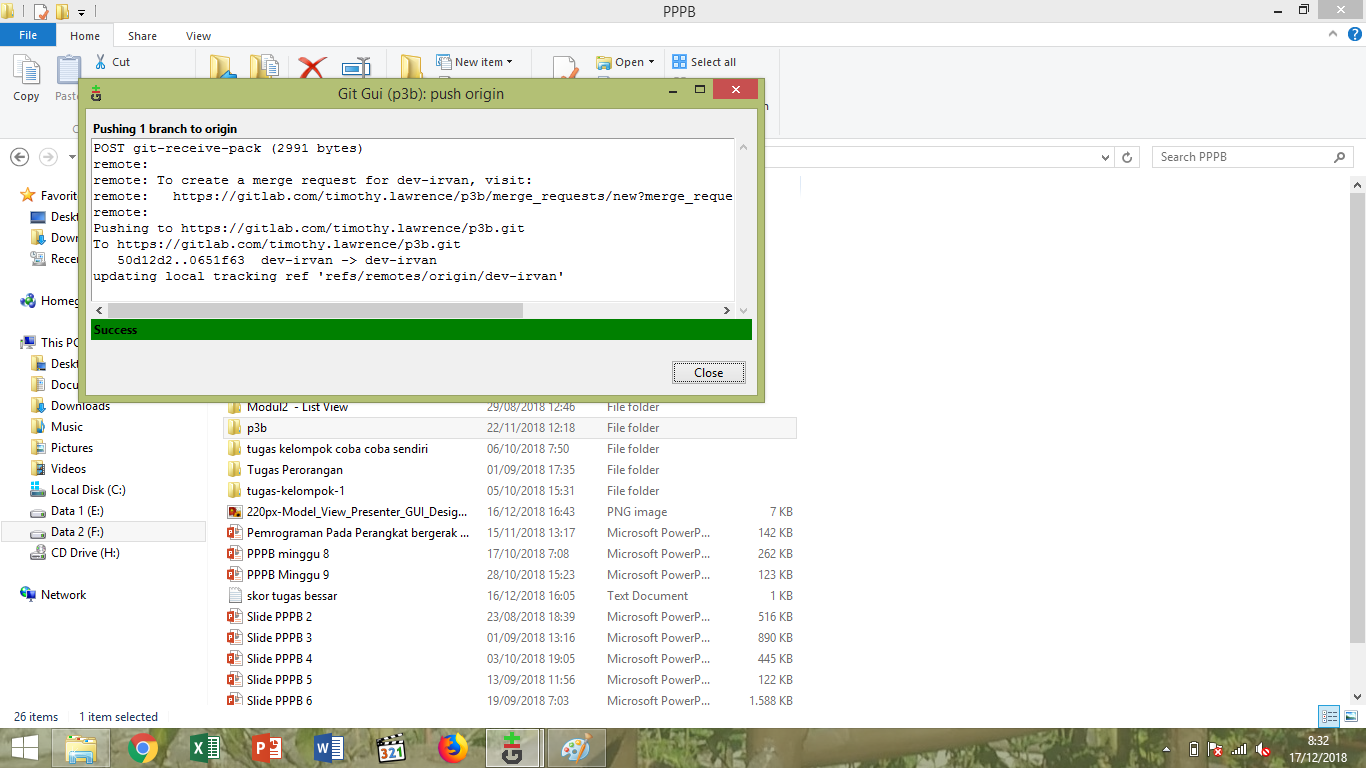 PPPB
File Home Share View
Copy
Cut
New item
Open
Select all
Git Gui (p3b): push origin
Pushing 1 branch to origin
POST git-receive-pack (2991 bytes)
remote:
remote: To create a merge request for dev-irvan, visit:
remote:   https://gitlab.com/timothy.lawrence/p3b/merge_requests/new?merge_reque
remote:
Pushing to https://gitlab.com/timothy.lawrence/p3b.git
To https://gitlab.com/timothy.lawrence/p3b.git
   50d12d2..0651f63  dev-irvan -> dev-irvan
updating local tracking ref 'refs/remotes/origin/dev-irvan'
Success
Close
Search PPPB
Favorit
Deskt
Down
Recen
Homeg
This PC
Deskt
Docu
Downloads
Music
Pictures
Videos
Local Disk (C:)
Data 1 (E:)
Data 2 (F:)
CD Drive (H:)
Network
Modul2 - List View 29/08/2018 12:46 File folder
p3b 22/11/2018 12:18 File folder
tugas kelompok coba coba sendiri 06/10/2018 7:50 File folder
Tugas Perorangan 01/09/2018 17:35 File folder
tugas-kelompok-1 05/10/2018 15:31 File folder
220px-Model_View_Presenter_GUI_Desig... 16/12/2018 16:43 PNG image 7 KB
Pemrograman Pada Perangkat bergerak ... 15/11/2018 13:17 Microsoft PowerP... 142 KB
PPPB minggu 8 17/10/2018 7:08 Microsoft PowerP... 262 KB
PPPB Minggu 9 28/10/2018 15:23 Microsoft PowerP... 123 KB
skor tugas bessar 16/12/2018 16:05 Text Document 1 KB
Slide PPPB 2 23/08/2018 18:39 Microsoft PowerP... 516 KB
Slide PPPB 3 01/09/2018 13:16 Microsoft PowerP... 890 KB
Slide PPPB 4 03/10/2018 19:05 Microsoft PowerP... 445 KB
Slide PPPB 5 13/09/2018 11:56 Microsoft PowerP... 122 KB
Slide PPPB 6 19/09/2018 7:03 Microsoft PowerP... 1.588 KB
26 items 1 item selected
321
8:32
17/12/2018